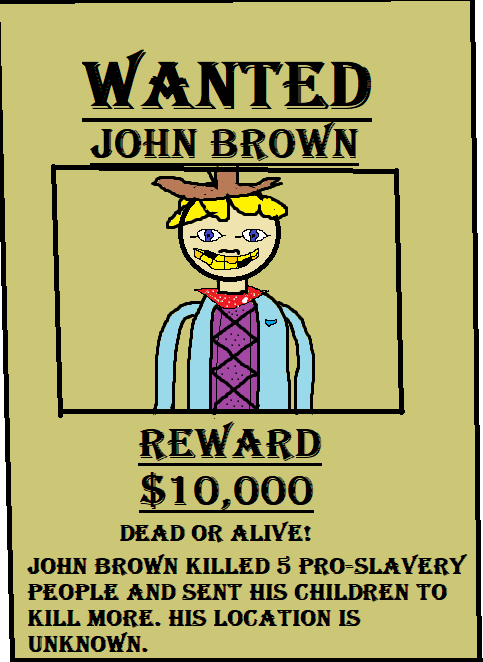 WANTED
JOHN BROWN
REWARD
$10,000
DEAD OR ALIVE!
JOHN BROWN KILLED 5 PRO-SLAVERY
PEOPLE AND SENT HIS CHILDREN TO
KILL MORE. HIS LOCATION IS
UNKNOWN.